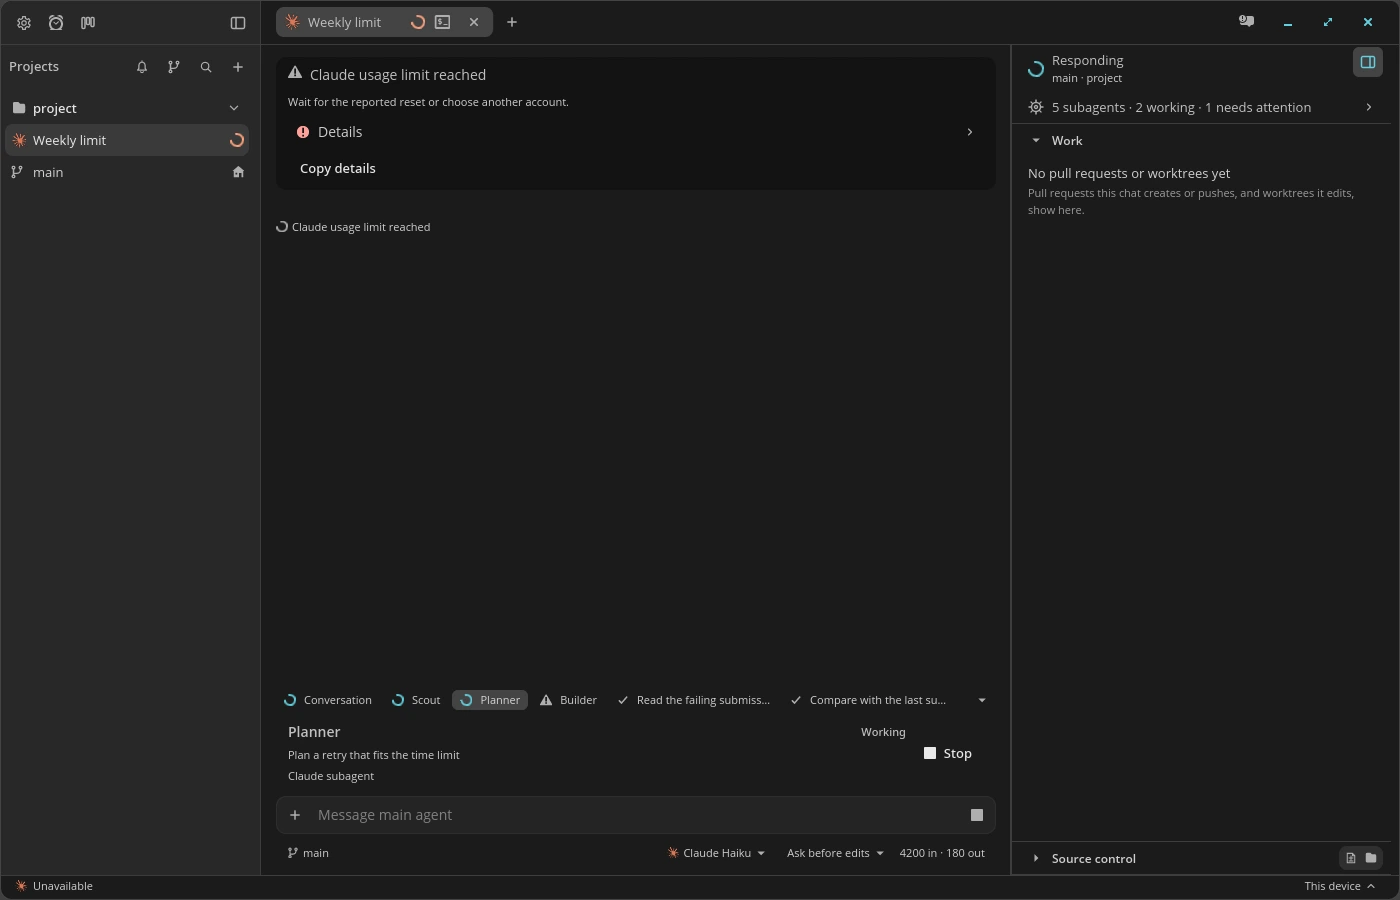 Weekly limit
Projects
project
Weekly limit
main
Claude usage limit reached
Wait for the reported reset or choose another account.
Details
Copy details
Claude usage limit reached
Responding
main · project
5 subagents · 2 working · 1 needs attention
Work
No pull requests or worktrees yet
Pull requests this chat creates or pushes, and worktrees it edits,
show here.
Conversation
Scout
Planner
Builder
Read the failing submiss...
Compare with the last su...
Planner
Working
Plan a retry that fits the time limit
Stop
Claude subagent
Message main agent
main
Claude Haiku
Ask before edits
4200 in · 180 out
Source control
Unavailable
This device